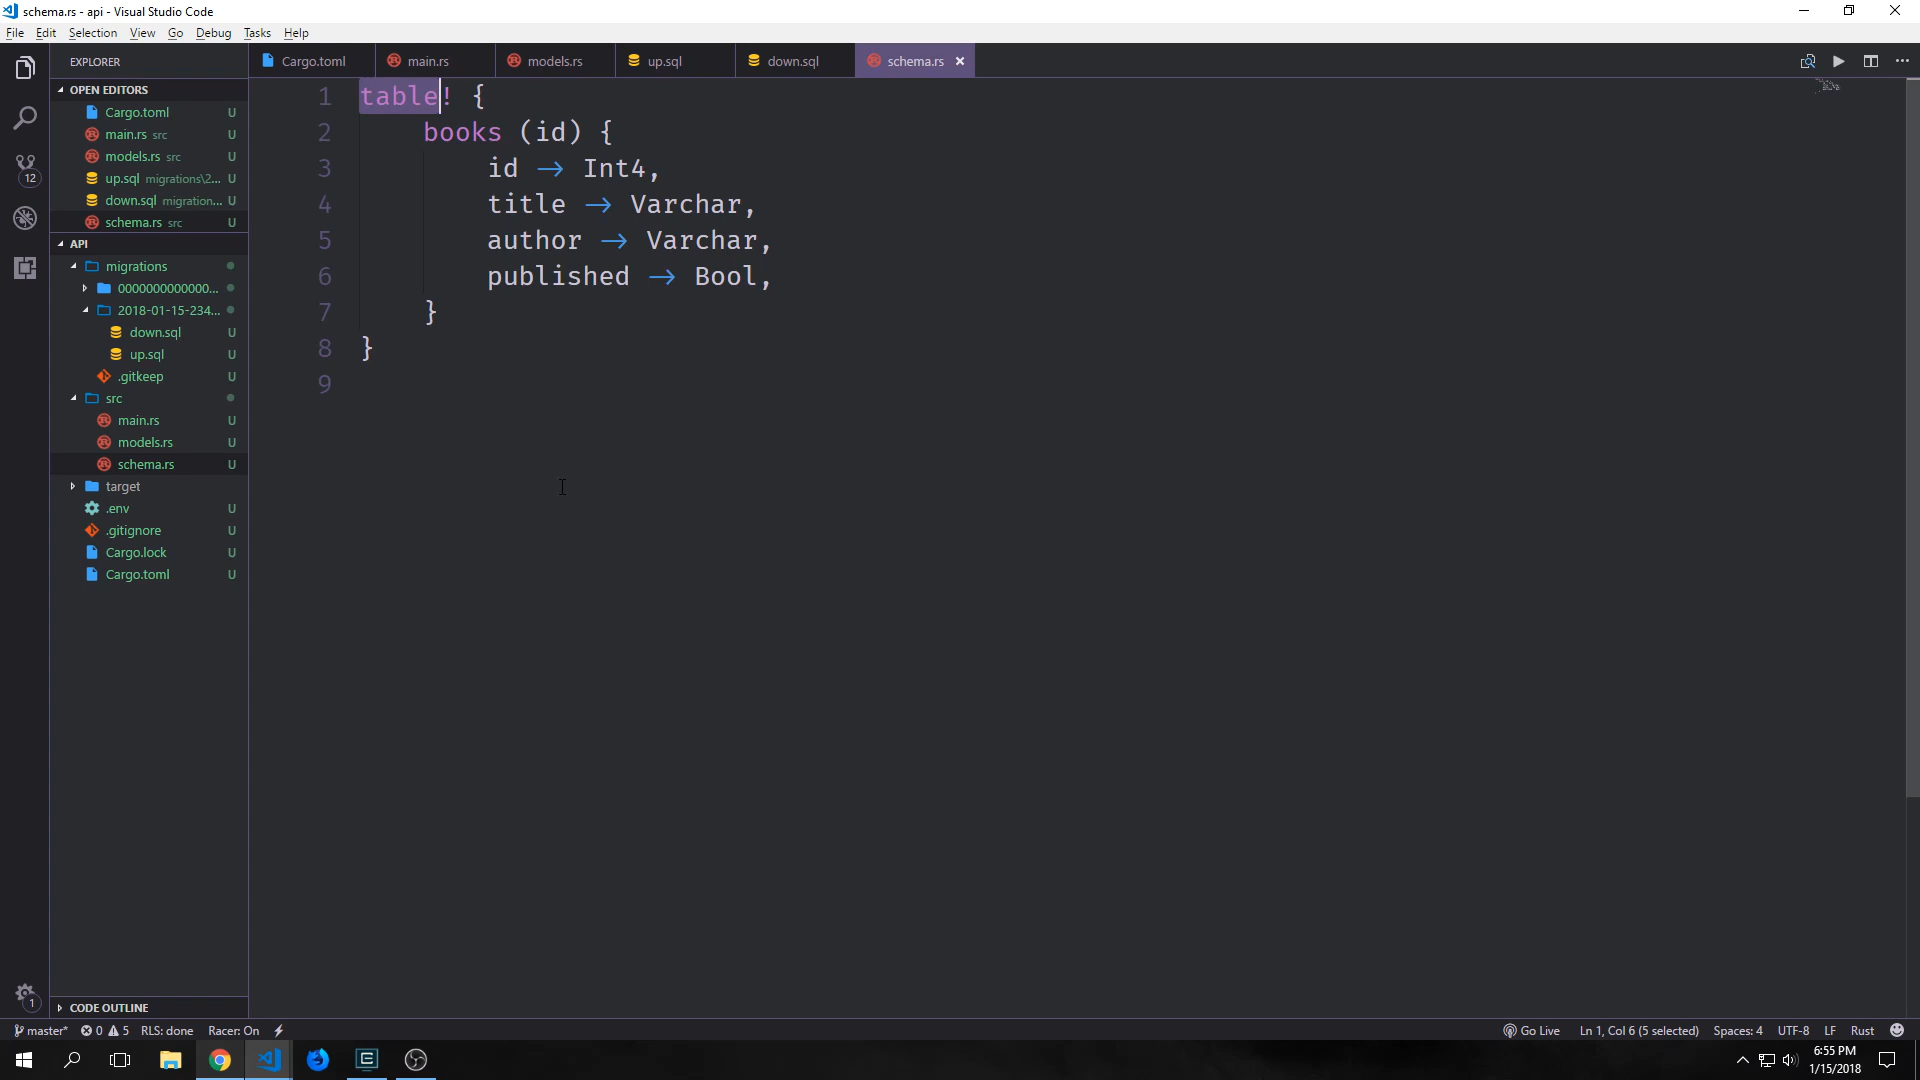 schema.rs - api - Visual Studio Code
File Edit Selection View Go Debug Tasks Help
EXPLORER
OPEN EDITORS
Cargo.toml U
main.rs src U
models.rs src U
up.sql migrations\2... U
down.sql migration... U
schema.rs src U
API
migrations
0000000000000...
2018-01-15-234...
down.sql U
up.sql U
.gitkeep U
src
main.rs U
models.rs U
schema.rs U
target
.env U
.gitignore U
Cargo.lock U
Cargo.toml U
CODE OUTLINE
12
1
Cargo.toml main.rs models.rs up.sql down.sql schema.rs
1 table! {
2 books (id) {
3 id → Int4,
4 title → Varchar,
5 author → Varchar,
6 published → Bool,
7 }
8 }
9
master* 0 5 RLS: done Racer: On Go Live Ln 1, Col 6 (5 selected) Spaces: 4 UTF-8 LF Rust
6:55 PM
1/15/2018